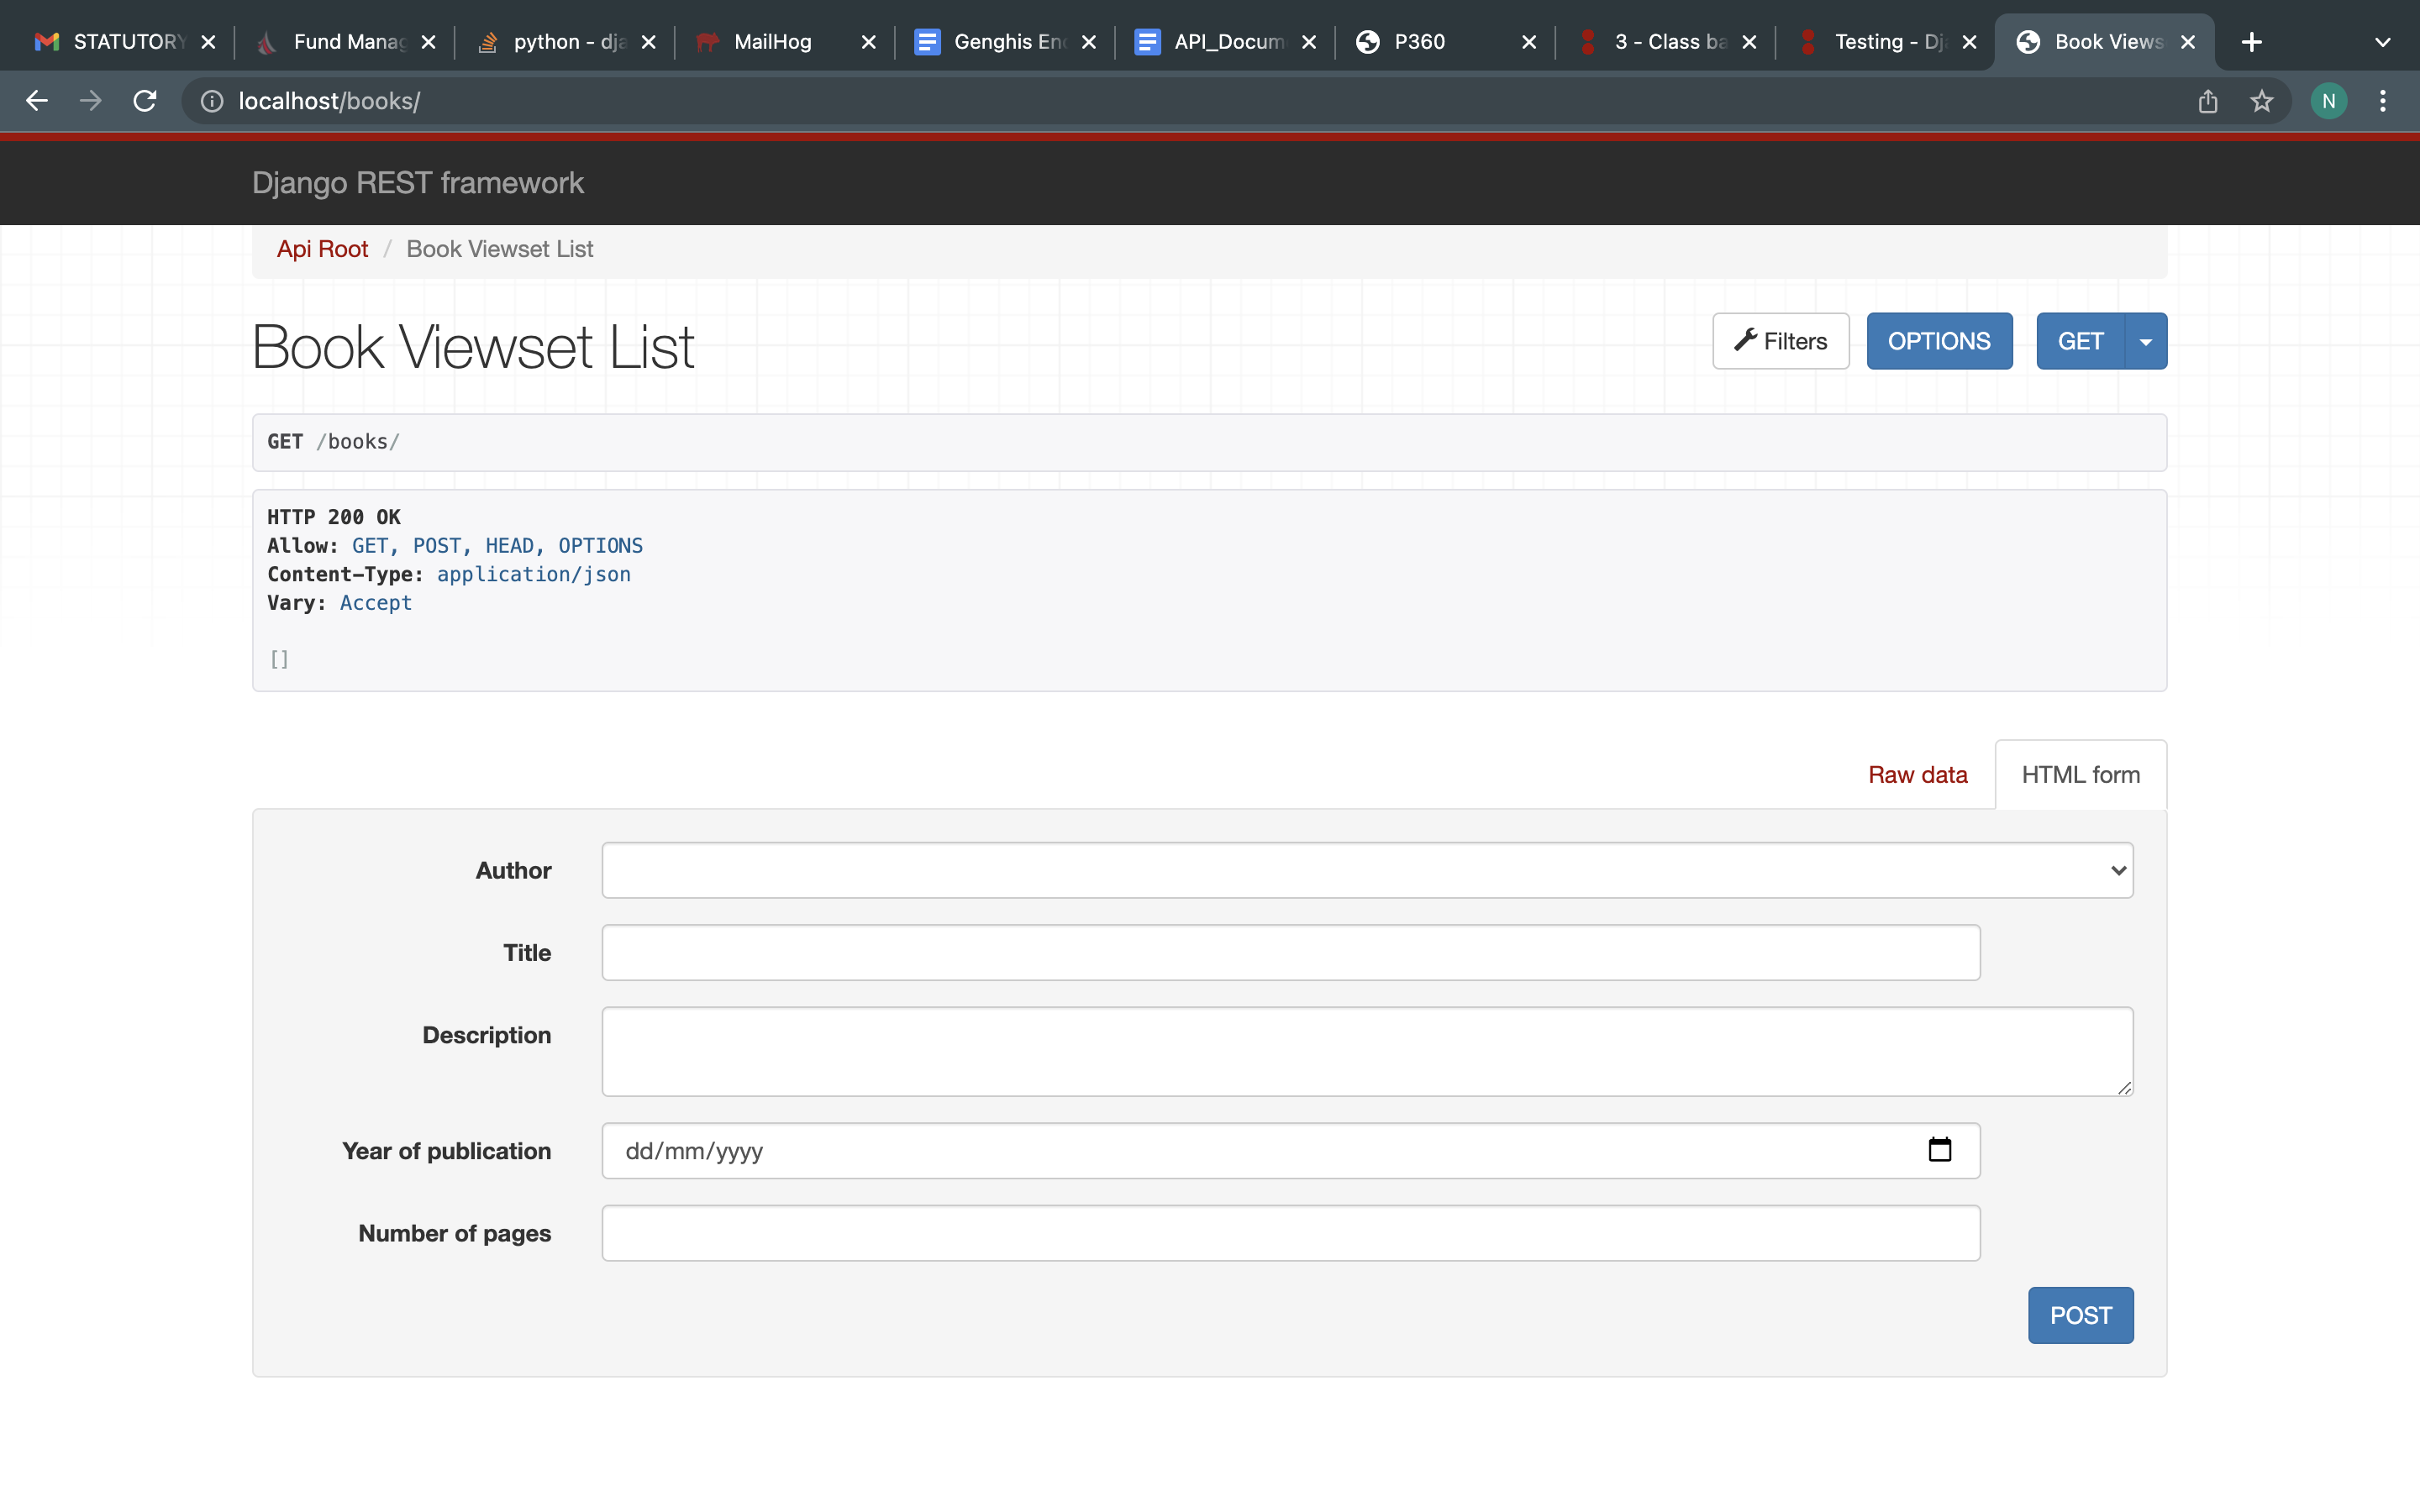 STATUTORY
Fund Manag
python - dja
MailHog
Genghis En
API_Docum
P360
3 - Class ba
Testing - Dj
Book Views
localhost/books/
N
Django REST framework
Api Root / Book Viewset List
Book Viewset List
Filters
OPTIONS
GET
GET /books/
HTTP 200 OK
Allow: GET, POST, HEAD, OPTIONS
Content-Type: application/json
Vary: Accept
[]
Raw data
HTML form
Author
Title
Description
Year of publication
dd/mm/yyyy
Number of pages
POST